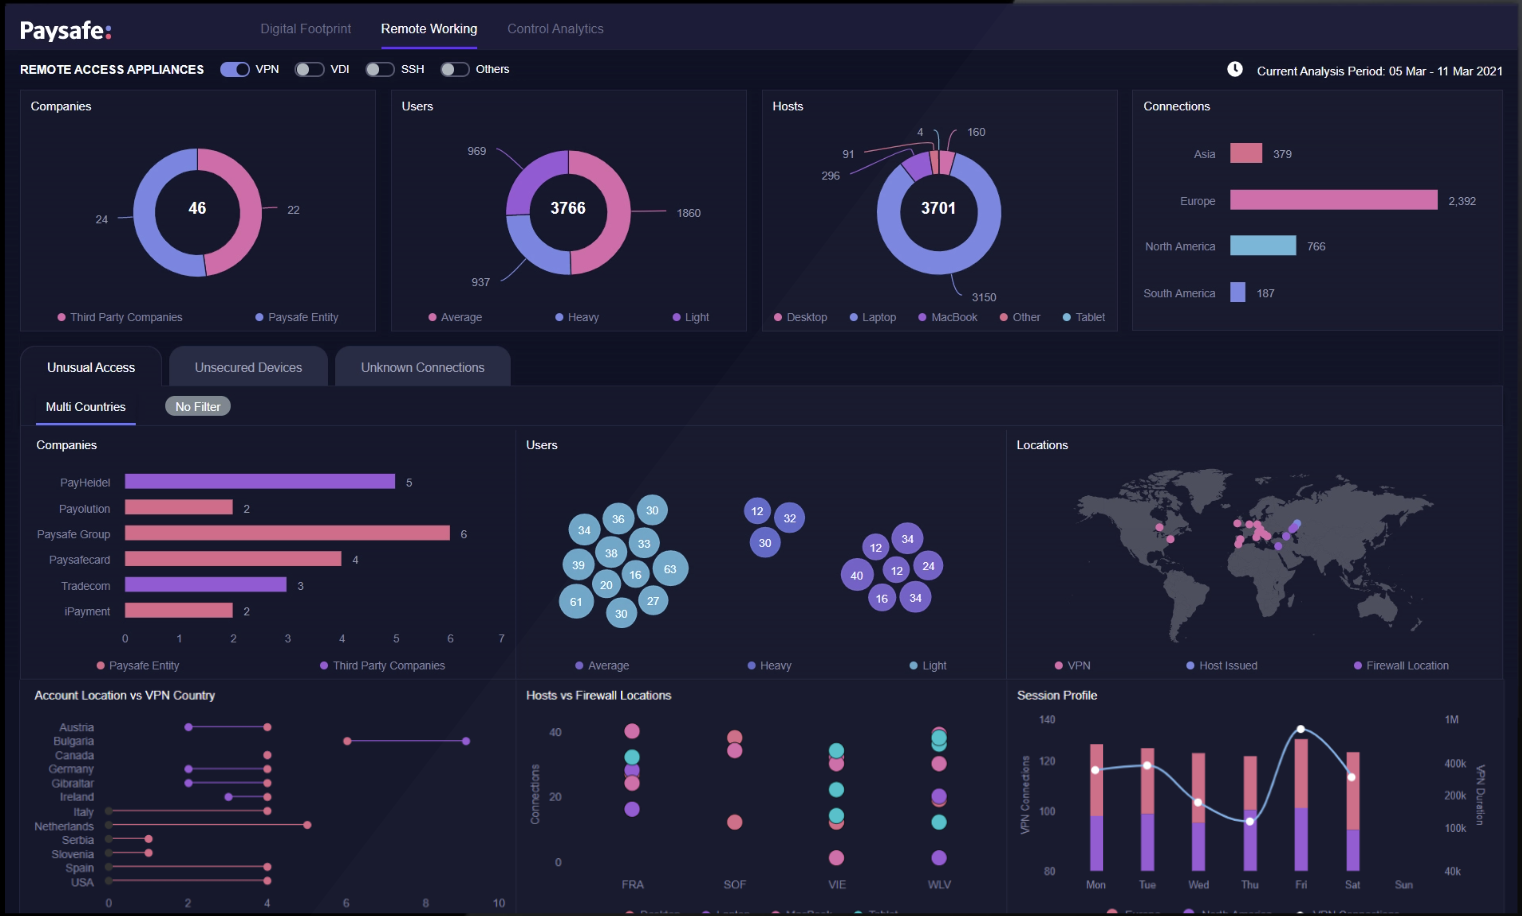 Paysafe:
Digital Footprint
Remote Working
Control Analytics
REMOTE ACCESS APPLIANCES
VPN
VDI
SSH
Others
Current Analysis Period: 05 Mar - 11 Mar 2021
Companies
46
24
22
Third Party Companies
Paysafe Entity
Users
969
3766
1860
937
Average
Heavy
Light
Hosts
4
160
91
296
3701
3150
Desktop
Laptop
MacBook
Other
Tablet
Connections
Asia
379
Europe
2,392
North America
766
South America
187
Unusual Access
Unsecured Devices
Unknown Connections
Multi Countries
No Filter
Companies
PayHeidel
5
Payolution
2
Paysafe Group
6
Paysafecard
4
Tradecom
3
iPayment
2
0 1 2 3 4 5 6 7
Paysafe Entity
Third Party Companies
Users
30
36
34
33
38
39
63
16
20
61
27
30
12
32
30
34
12
24
12
40
16
34
Average
Heavy
Light
Locations
VPN
Host Issued
Firewall Location
Account Location vs VPN Country
Austria
Bulgaria
Canada
Germany
Gibraltar
Ireland
Italy
Netherlands
Serbia
Slovenia
Spain
USA
0 2 4 6 8 10
Hosts vs Firewall Locations
Connections
40
20
0
FRA
SOF
VIE
WLV
Desktop
Laptop
MacBook
Tablet
Session Profile
VPN Connections
140
120
100
80
1M
400k
200k
100k
40k
VPN Duration
Mon Tue Wed Thu Fri Sat Sun
Europe
North America
VPN Connections